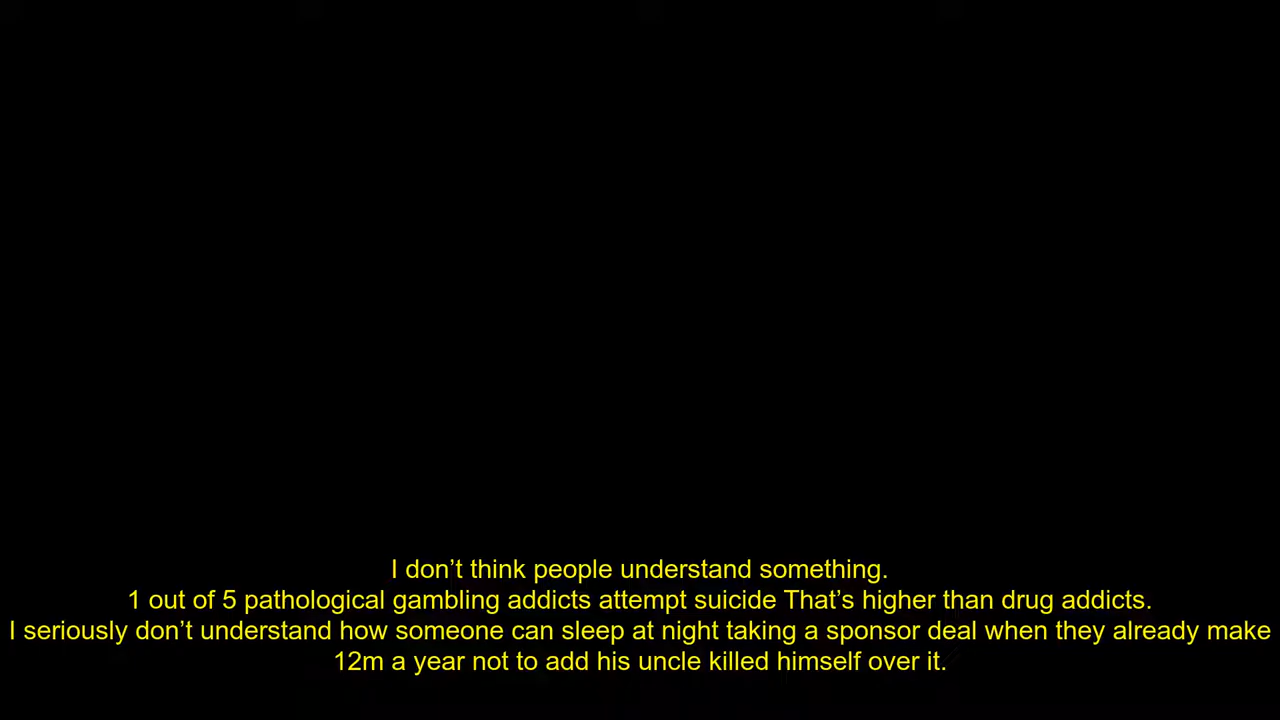 I don’t think people understand something.
1 out of 5 pathological gambling addicts attempt suicide That’s higher than drug addicts.
I seriously don’t understand how someone can sleep at night taking a sponsor deal when they already make
12m a year not to add his uncle killed himself over it.